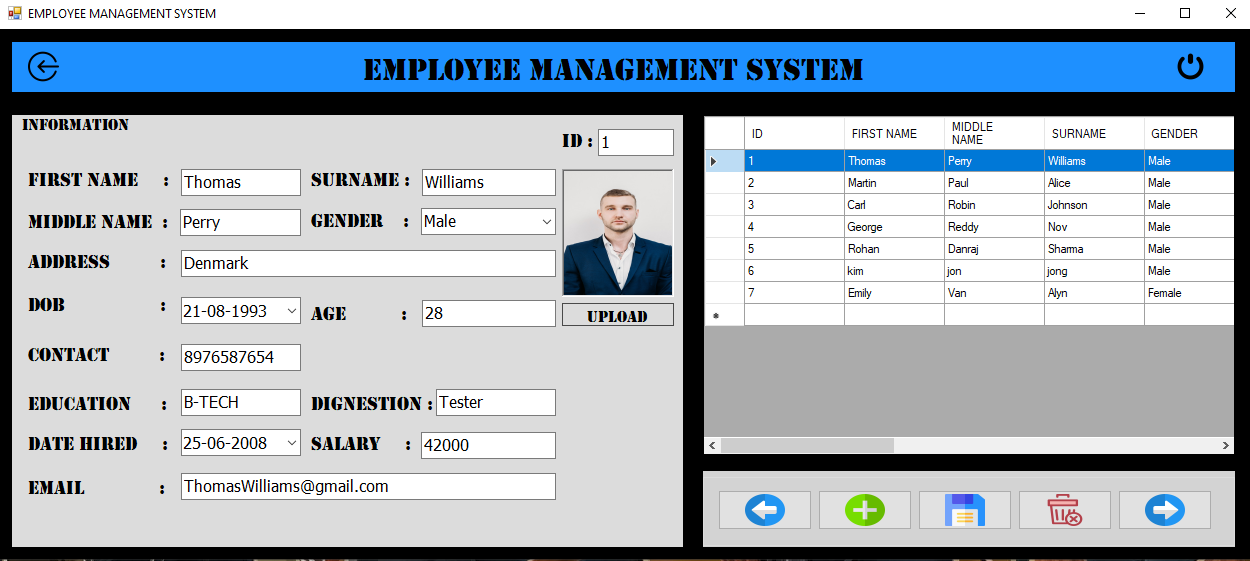 EMPLOYEE MANAGEMENT SYSTEM
EMPLOYEE MANAGEMENT SYSTEM
INFORMATION
ID : 1
FIRST NAME : Thomas SURNAME : Williams
MIDDLE NAME : Perry GENDER : Male
ADDRESS : Denmark
DOB : 21-08-1993 AGE : 28
UPLOAD
CONTACT : 8976587654
EDUCATION : B-TECH DIGNESTION : Tester
DATE HIRED : 25-06-2008 SALARY : 42000
EMAIL : ThomasWilliams@gmail.com
ID FIRST NAME MIDDLE NAME SURNAME GENDER
1 Thomas Perry Williams Male
2 Martin Paul Alice Male
3 Carl Robin Johnson Male
4 George Reddy Nov Male
5 Rohan Danraj Sharma Male
6 kim jon jong Male
7 Emily Van Alyn Female